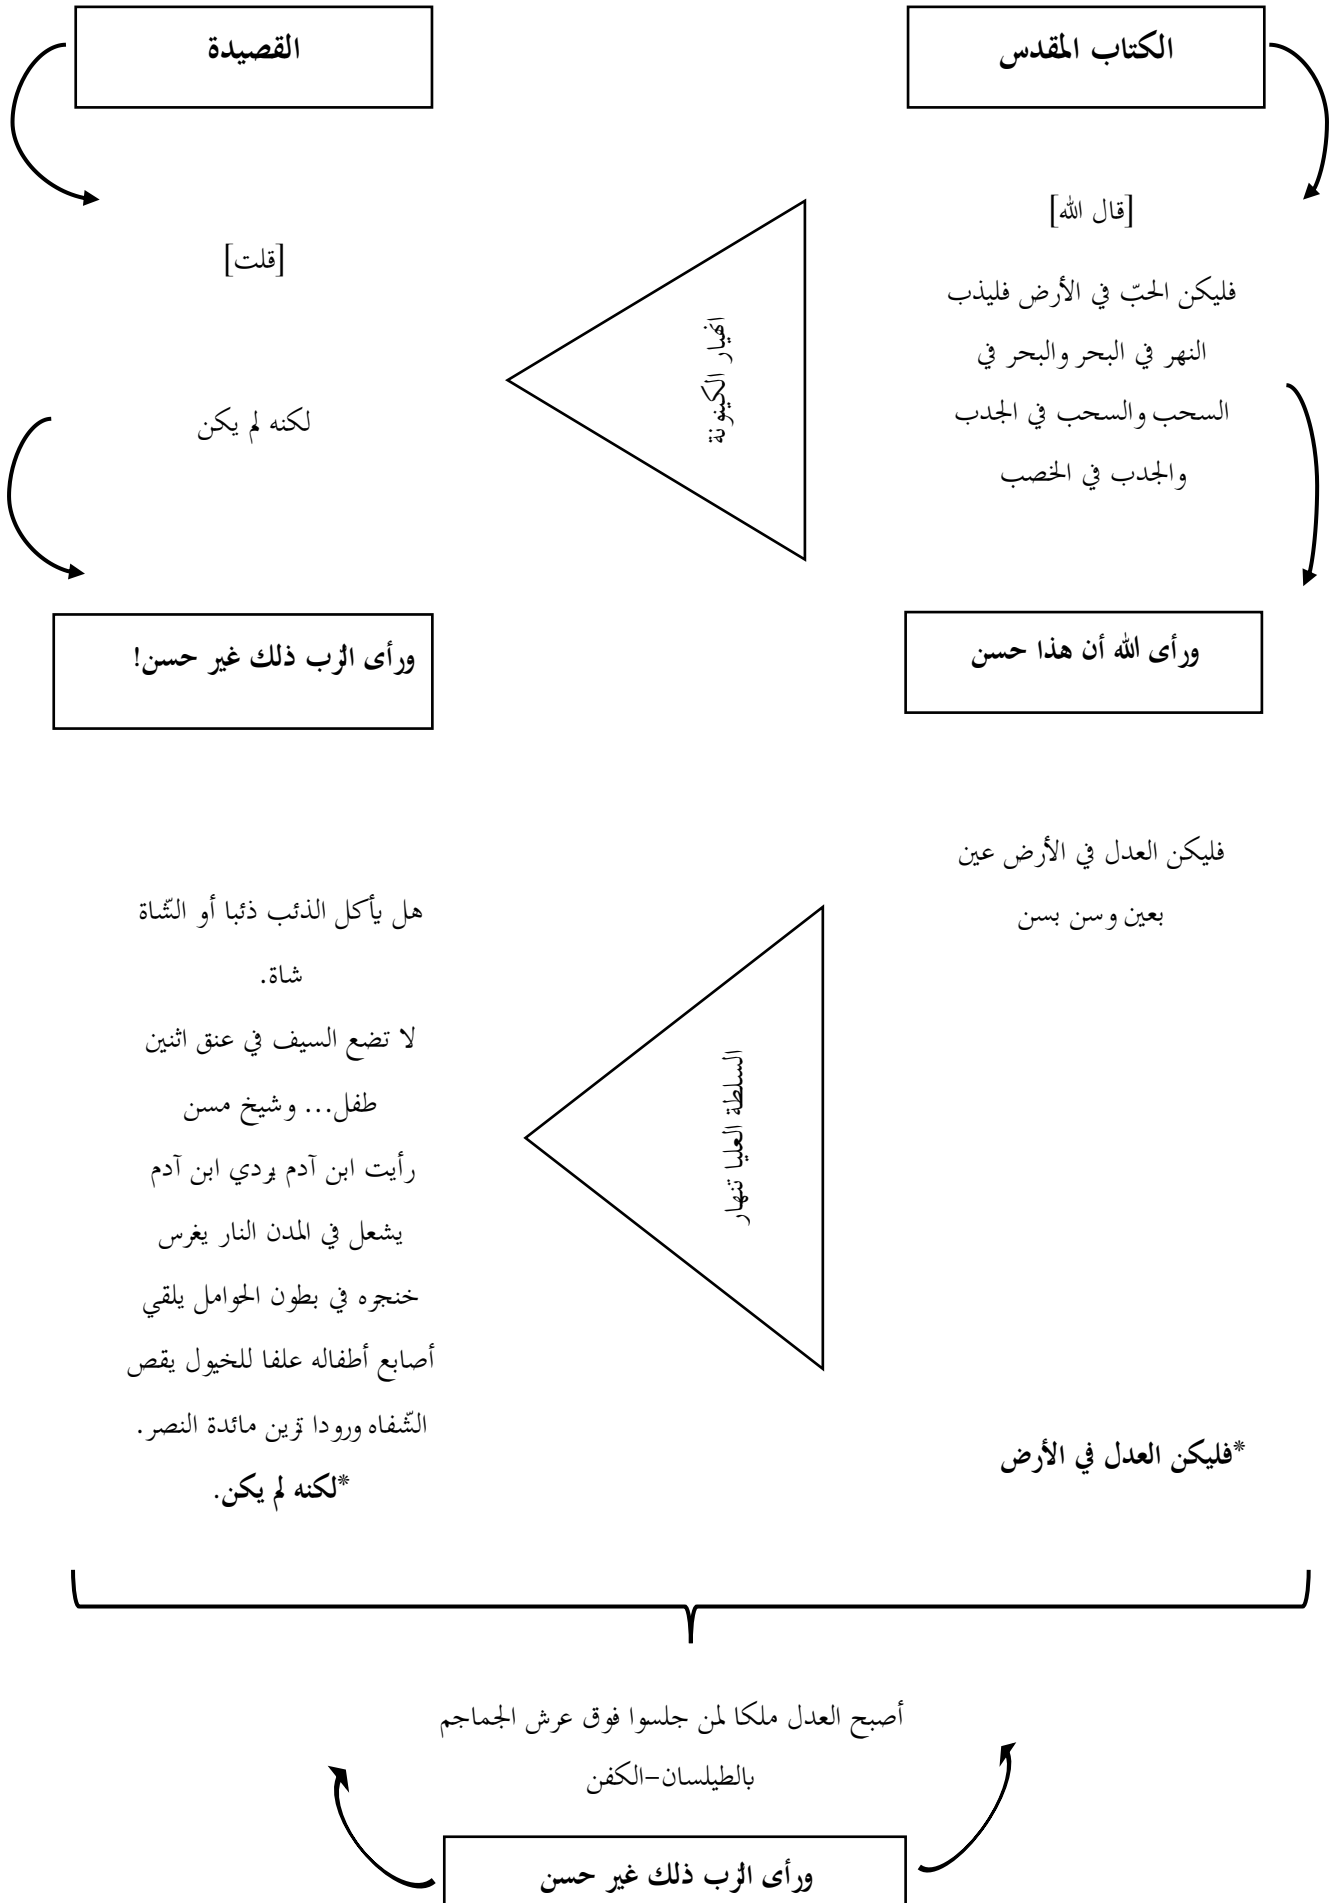 الكتاب المقدس
القصيدة
[قال الله]
فليكن الحبّ في الأرض فليذب
النهر في البحر والبحر في
السحب والسحب في الجدب
والجدب في الخصب
انهيار الكينونة
[قلت]
لكنه لم يكن
ورأى الله أن هذا حسن
ورأى الرب ذلك غير حسن!
فليكن العدل في الأرض عين
بعين وسن بسن
*فليكن العدل في الأرض
السلطة العليا تنهار
هل يأكل الذئب ذئبا أو الشّاة
شاة.
لا تضع السيف في عنق اثنين
طفل... وشيخ مسن
رأيت ابن آدم يردي ابن آدم
يشعل في المدن النار يغرس
خنجره في بطون الحوامل يلقي
أصابع أطفاله علفا للخيول يقص
الشّفاه ورودا تزين مائدة النصر.
*لكنه لم يكن.
أصبح العدل ملكا لمن جلسوا فوق عرش الجماجم
بالطيلسان-الكفن
ورأى الرب ذلك غير حسن